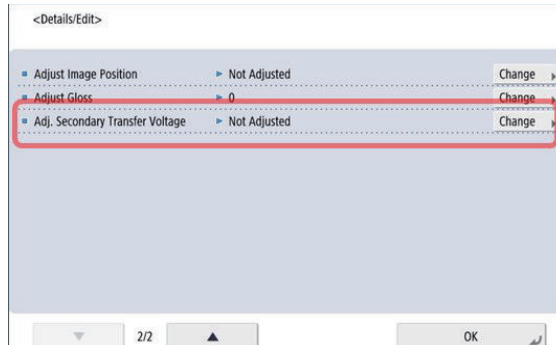 <Details/Edit>
Adjust Image Position ► Not Adjusted Change
Adjust Gloss ► 0 Change
Adj. Secondary Transfer Voltage ► Not Adjusted Change
2/2 OK